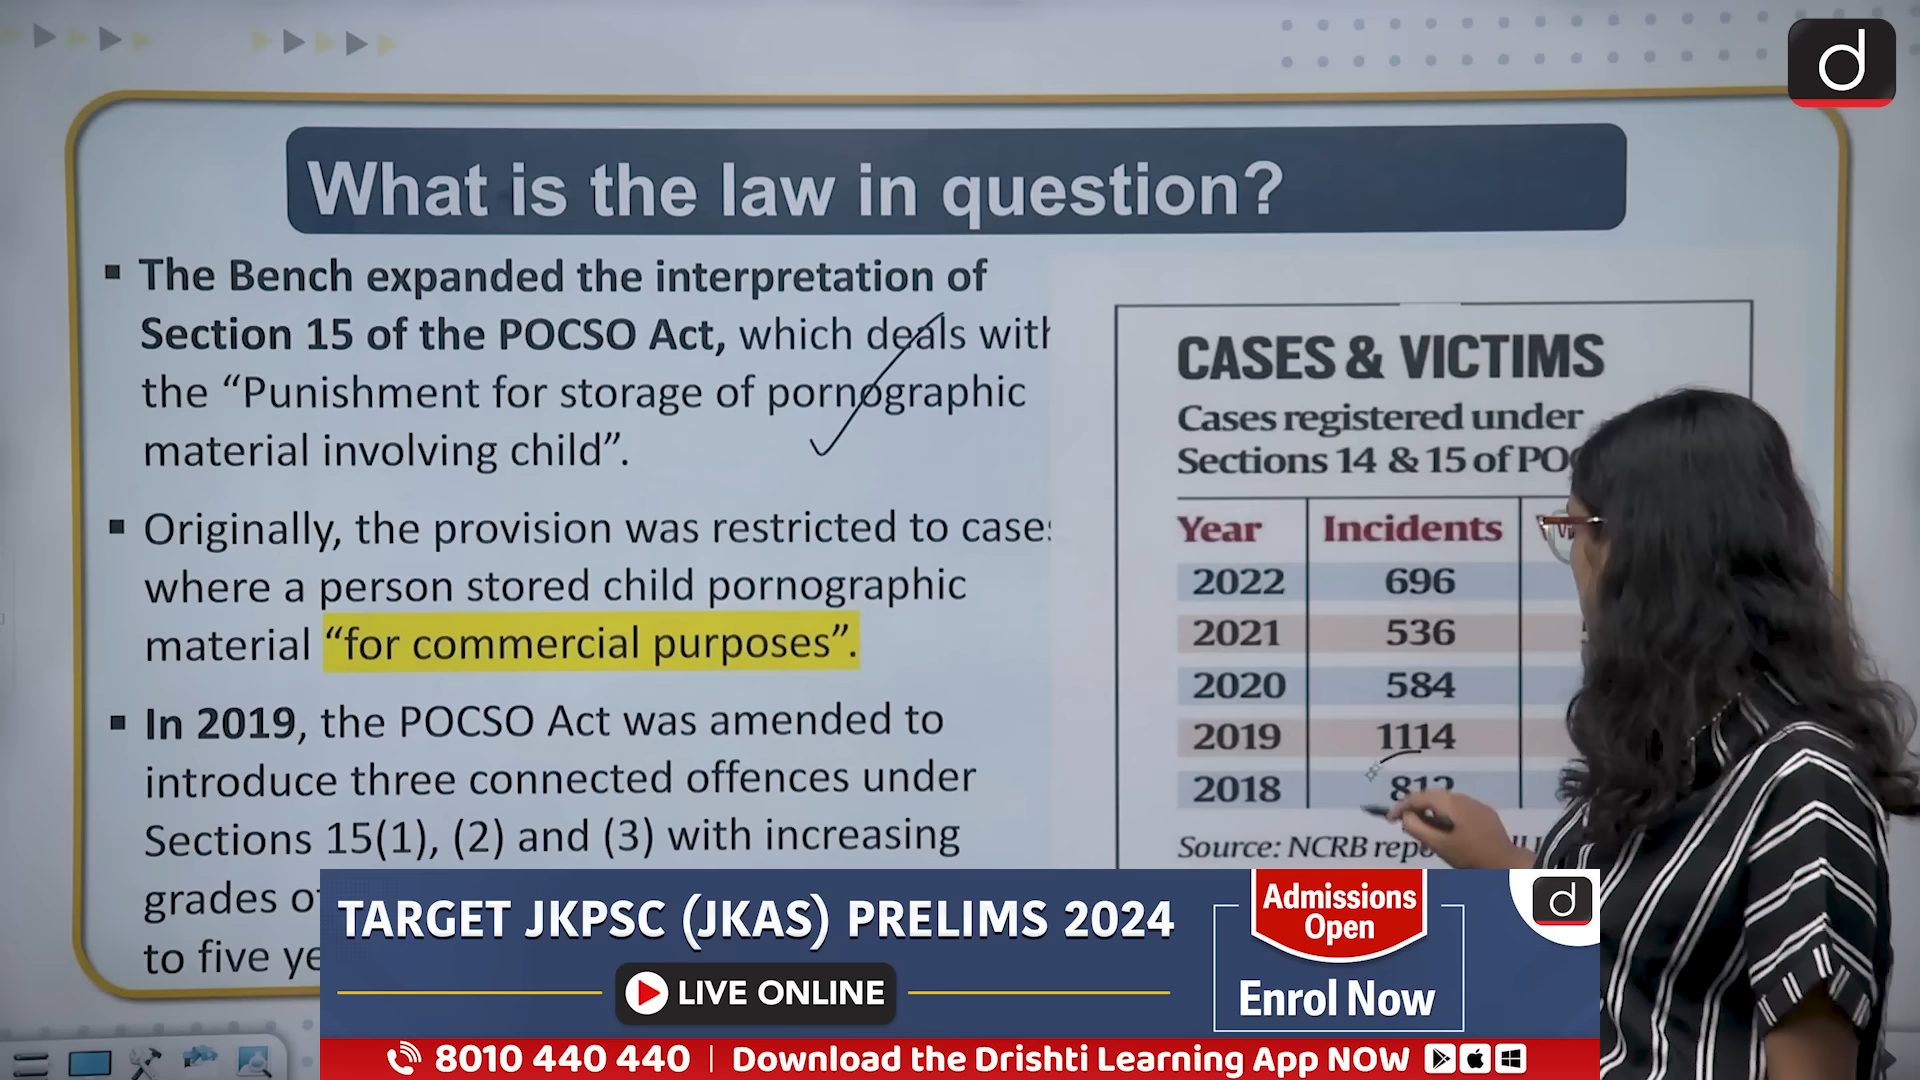 d
What is the law in question?
▪ The Bench expanded the interpretation of
Section 15 of the POCSO Act, which deals with
the “Punishment for storage of pornographic
material involving child”.
▪ Originally, the provision was restricted to cases
where a person stored child pornographic
material “for commercial purposes”.
▪ In 2019, the POCSO Act was amended to
introduce three connected offences under
Sections 15(1), (2) and (3) with increasing
grades
to five
CASES & VICTIMS
Cases registered under
Sections 14 & 15 of
Year Incidents
2022 696
2021 536
2020 584
2019 1114
2018 812
Source: NCRB
TARGET JKPSC (JKAS) PRELIMS 2024
LIVE ONLINE
Admissions
Open
Enrol Now
d
8010 440 440 | Download the Drishti Learning App NOW